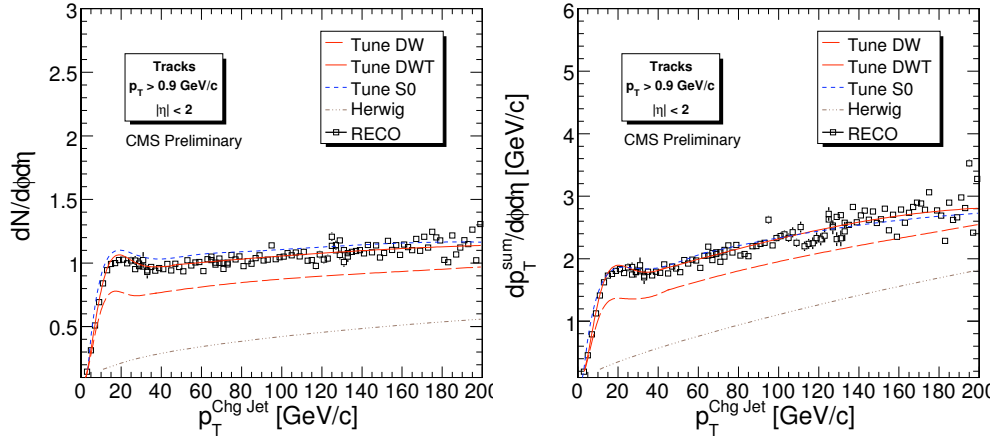 3
2.5
2
1.5
1
0.5
0 20 40 60 80 100 120 140 160 180 200
dN/dφdη
p_T^Chg Jet [GeV/c]
Tracks
p_T > 0.9 GeV/c
|η| < 2
CMS Preliminary
Tune DW
Tune DWT
Tune S0
Herwig
RECO
6
5
4
3
2
1
0 20 40 60 80 100 120 140 160 180 200
dp_T^sum/dφdη [GeV/c]
p_T^Chg Jet [GeV/c]
Tracks
p_T > 0.9 GeV/c
|η| < 2
CMS Preliminary
Tune DW
Tune DWT
Tune S0
Herwig
RECO